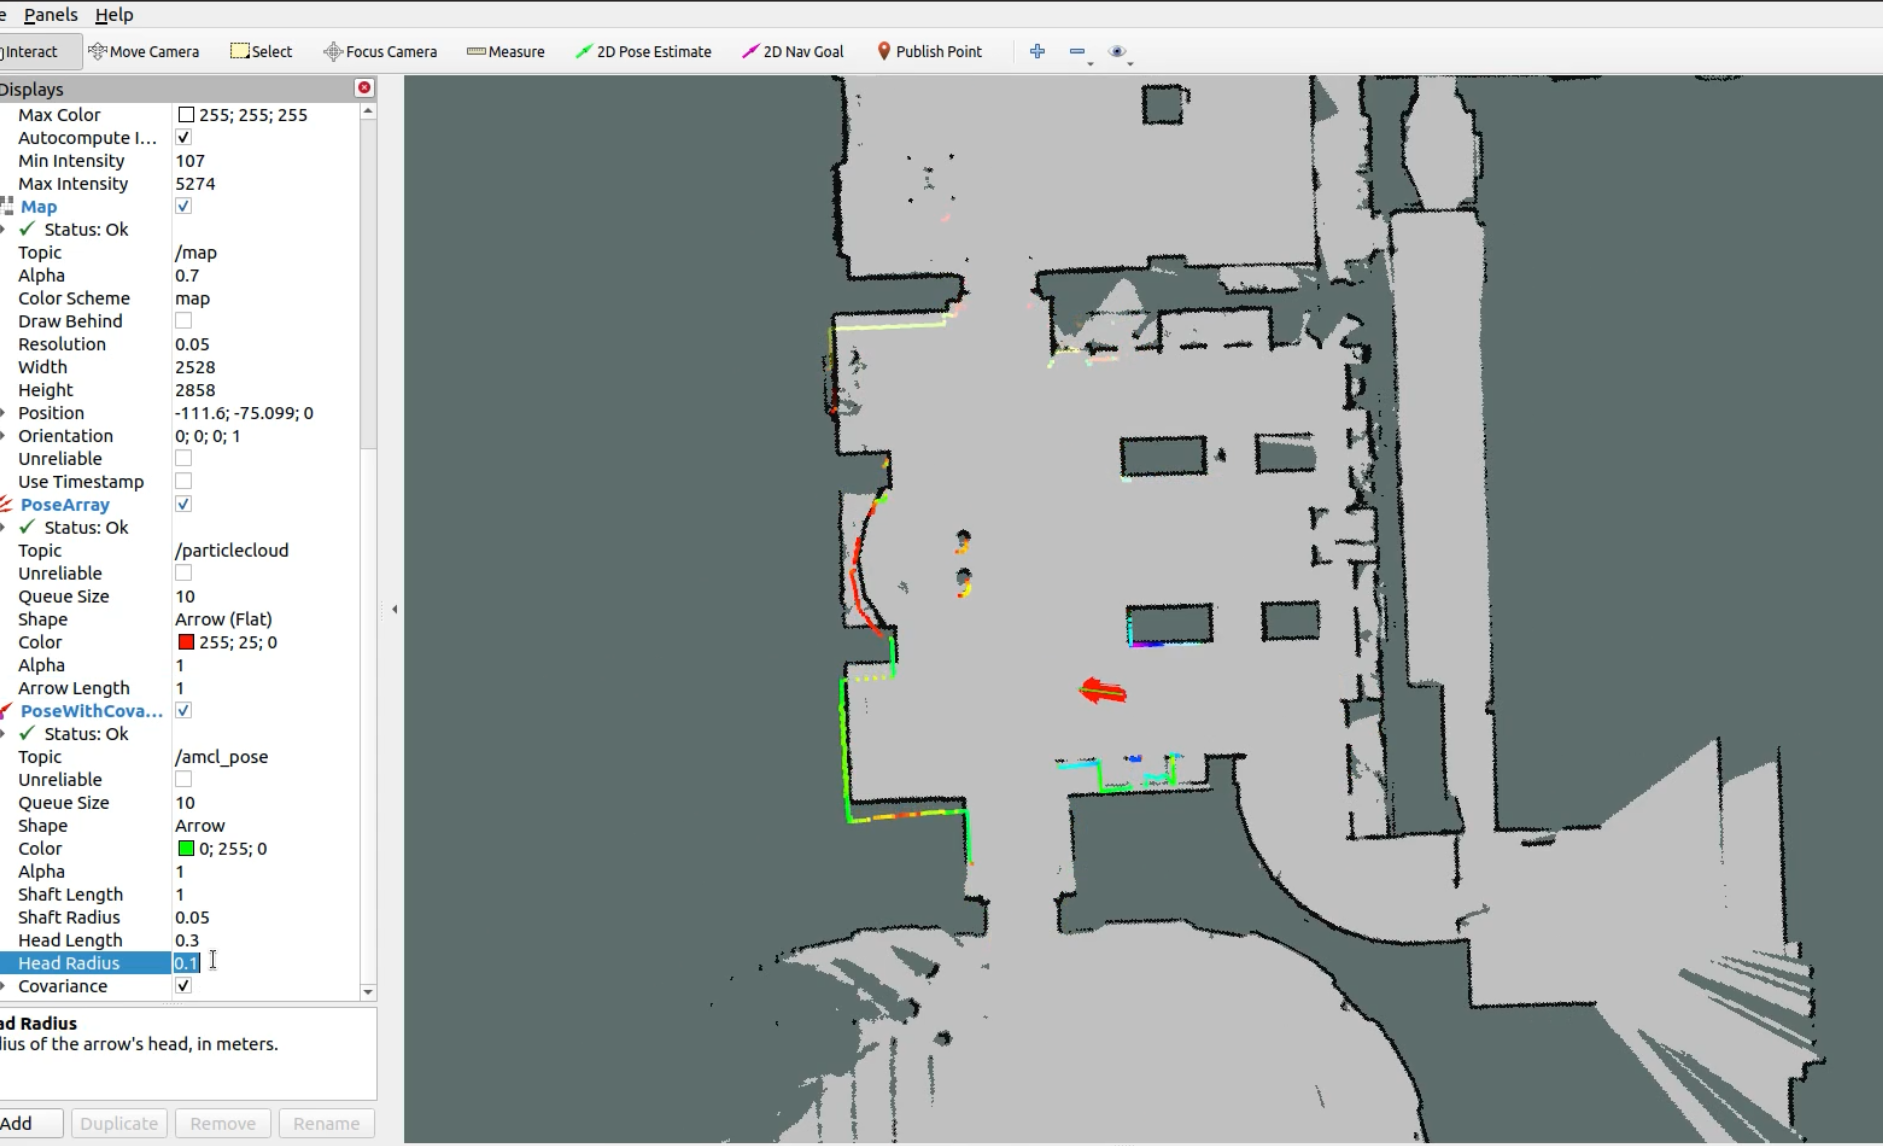 e Panels Help
Interact Move Camera Select Focus Camera Measure 2D Pose Estimate 2D Nav Goal Publish Point
Displays
Max Color 255; 255; 255
Autocompute I...
Min Intensity 107
Max Intensity 5274
Map
Status: Ok
Topic /map
Alpha 0.7
Color Scheme map
Draw Behind
Resolution 0.05
Width 2528
Height 2858
Position -111.6; -75.099; 0
Orientation 0; 0; 0; 1
Unreliable
Use Timestamp
PoseArray
Status: Ok
Topic /particlecloud
Unreliable
Queue Size 10
Shape Arrow (Flat)
Color 255; 25; 0
Alpha 1
Arrow Length 1
PoseWithCova...
Status: Ok
Topic /amcl_pose
Unreliable
Queue Size 10
Shape Arrow
Color 0; 255; 0
Alpha 1
Shaft Length 1
Shaft Radius 0.05
Head Length 0.3
Head Radius 0.1
Covariance
ad Radius
lius of the arrow's head, in meters.
Add Duplicate Remove Rename